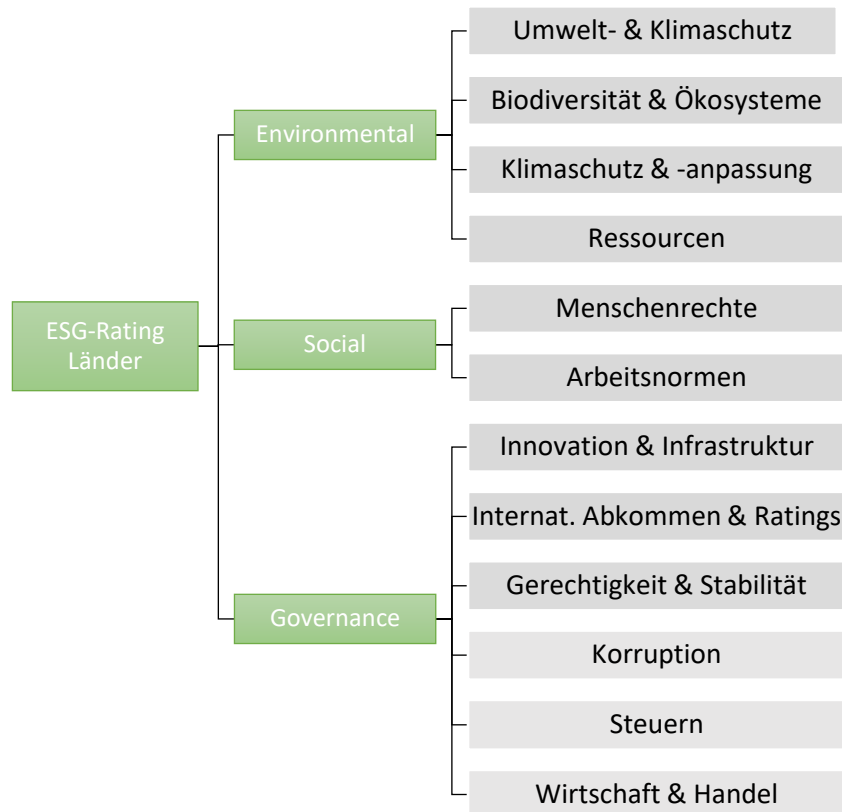 ESG-Rating
Länder
Environmental
Umwelt- & Klimaschutz
Biodiversität & Ökosysteme
Klimaschutz & -anpassung
Ressourcen
Social
Menschenrechte
Arbeitsnormen
Governance
Innovation & Infrastruktur
Internat. Abkommen & Ratings
Gerechtigkeit & Stabilität
Korruption
Steuern
Wirtschaft & Handel